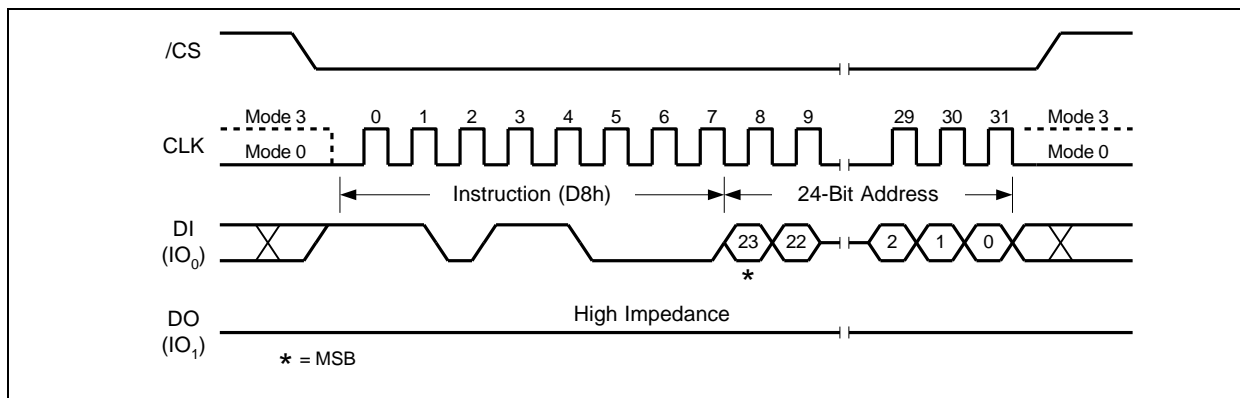 /CS
Mode 3 0 1 2 3 4 5 6 7 8 9 29 30 31 Mode 3
CLK
Mode 0 Mode 0
Instruction (D8h) 24-Bit Address
DI
(IO₀)
23 22 2 1 0
*
DO
(IO₁)
High Impedance
* = MSB